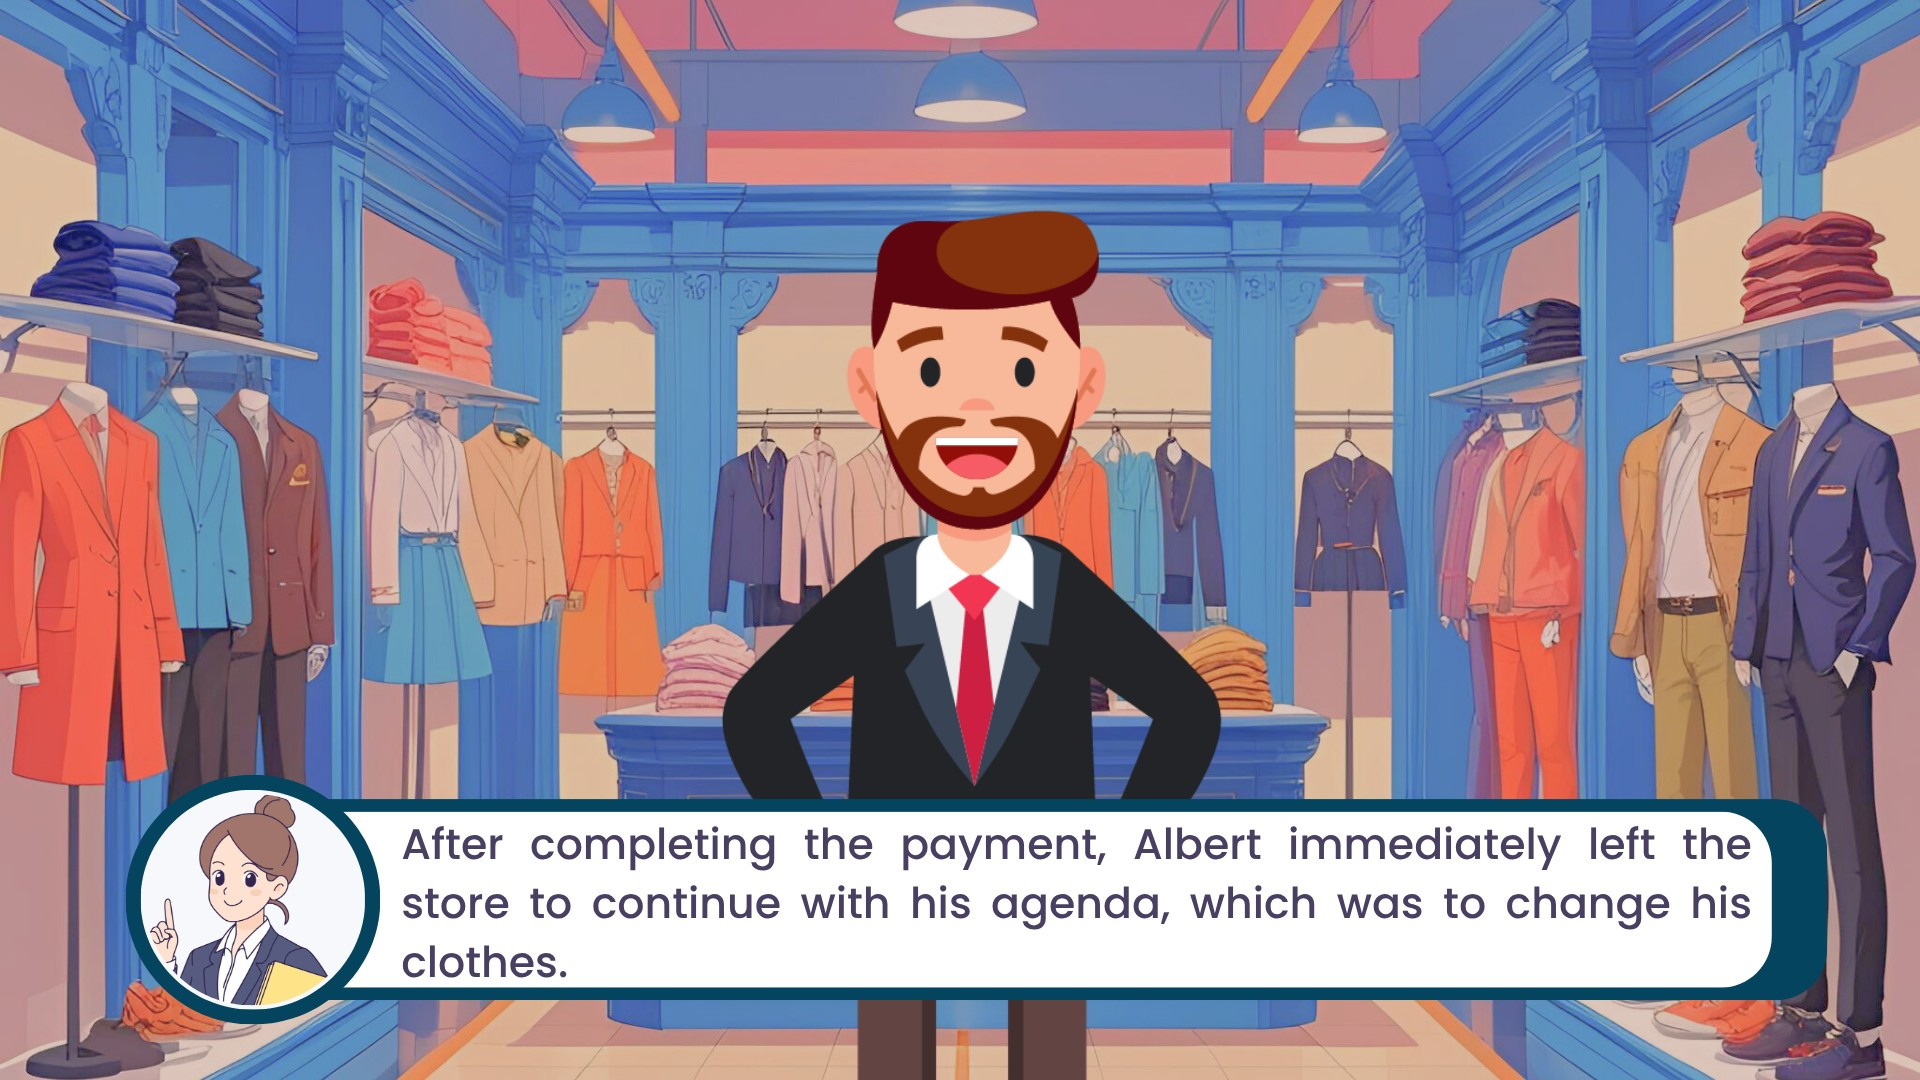 After completing the payment, Albert immediately left the
store to continue with his agenda, which was to change his
clothes.